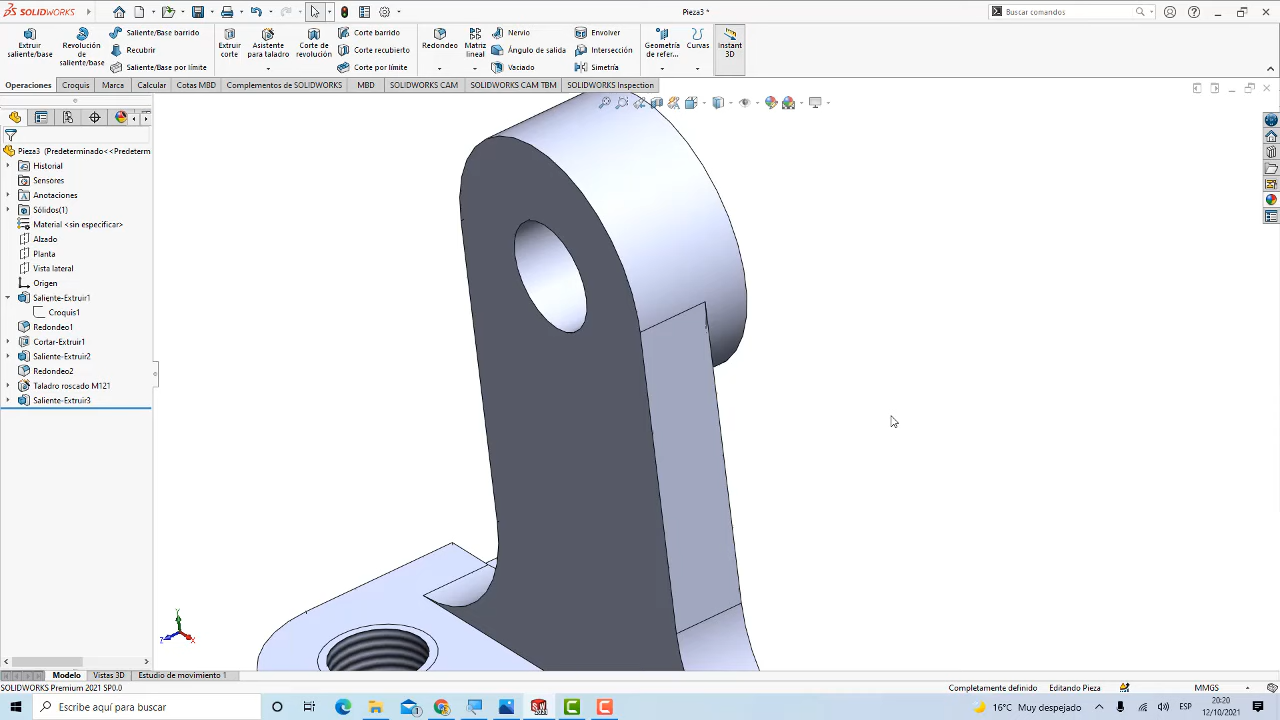 SOLIDWORKS
Pieza3 *
Buscar comandos
Extruir saliente/base
Revolución de saliente/base
Saliente/Base barrido
Recubrir
Saliente/Base por límite
Extruir corte
Asistente para taladro
Corte de revolución
Corte barrido
Corte recubierto
Corte por límite
Redondeo
Matriz lineal
Nervio
Ángulo de salida
Vaciado
Envolver
Intersección
Simetría
Geometría de refer...
Curvas
Instant 3D
Operaciones Croquis Marca Calcular Cotas MBD Complementos de SOLIDWORKS MBD SOLIDWORKS CAM SOLIDWORKS CAM TBM SOLIDWORKS Inspection
Pieza3 (Predeterminado<<Predeterm
Historial
Sensores
Anotaciones
Sólidos(1)
Material <sin especificar>
Alzado
Planta
Vista lateral
Origen
Saliente-Extruir1
Croquis1
Redondeo1
Cortar-Extruir1
Saliente-Extruir2
Redondeo2
Taladro roscado M121
Saliente-Extruir3
Y
Z
X
Modelo Vistas 3D Estudio de movimiento 1
SOLIDWORKS Premium 2021 SP0.0
Completamente definido Editando Pieza MMGS
Escribe aquí para buscar
16°C Muy despejado
ESP
20:20
12/10/2021